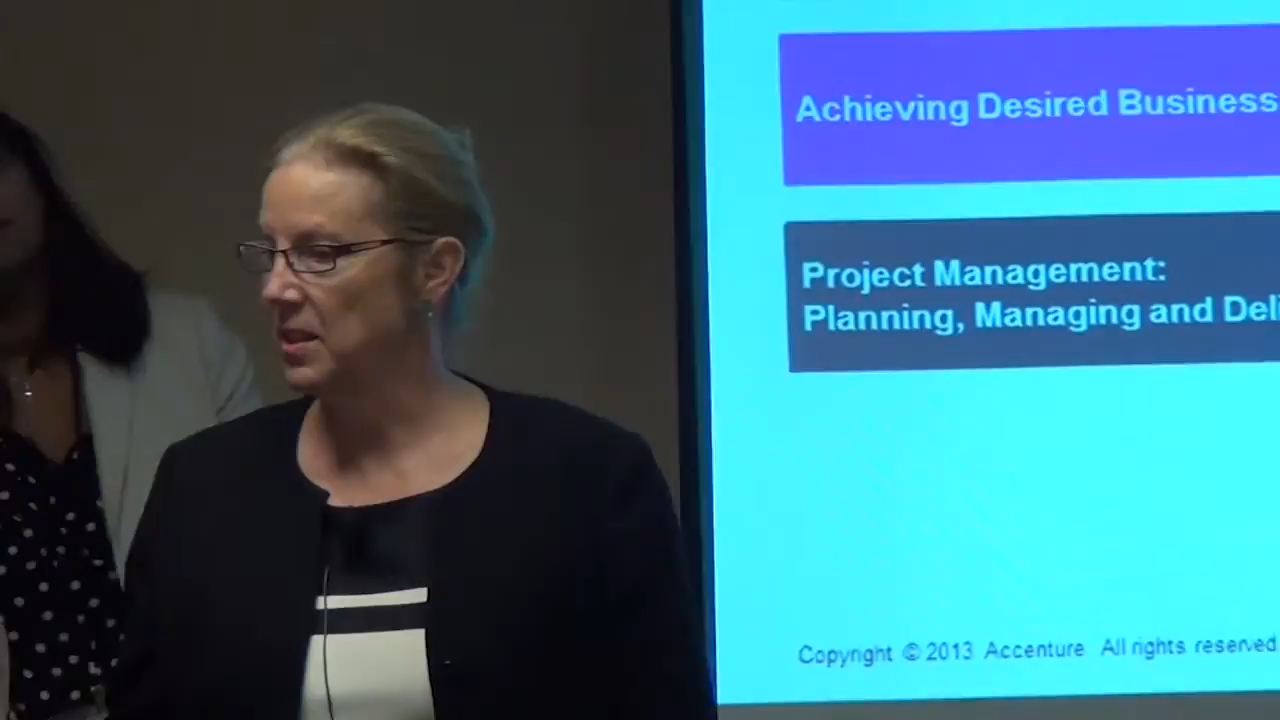 Achieving Desired Business
Project Management:
Planning, Managing and Deli
Copyright © 2013 Accenture All rights reserved